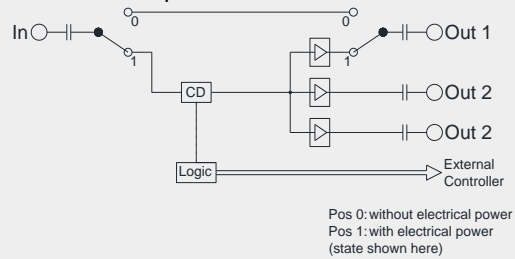 0
0
In
Out 1
1
1
CD
Out 2
Out 2
Logic
External
Controller
Pos 0: without electrical power
Pos 1: with electrical power
(state shown here)